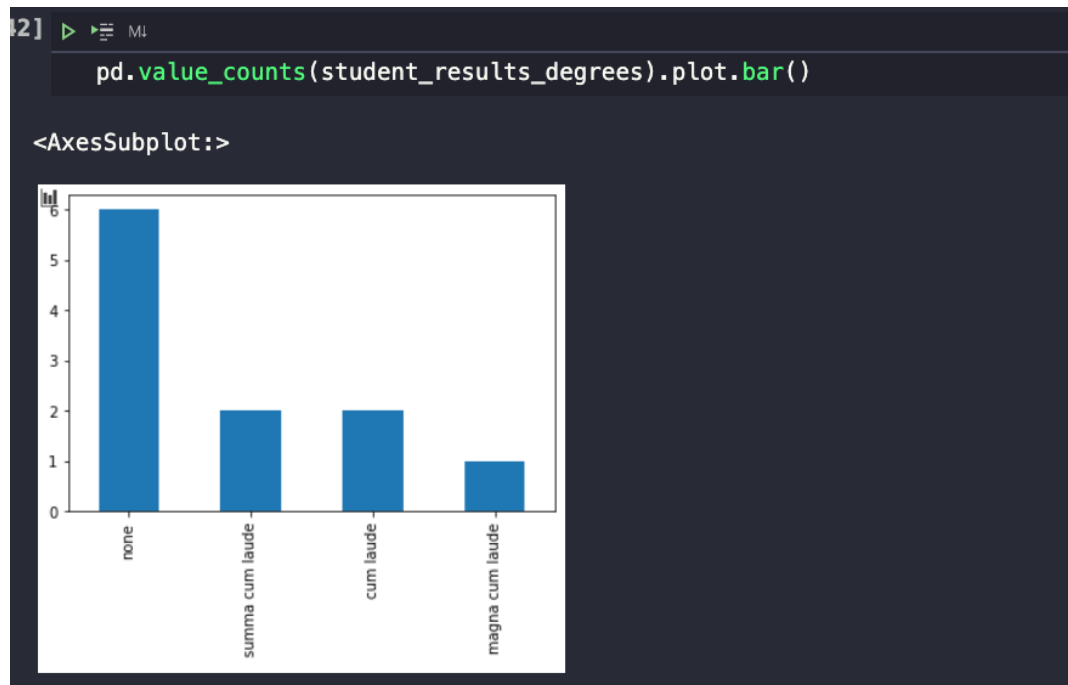 42] M↓
pd.value_counts(student_results_degrees).plot.bar()
<AxesSubplot:>
6
5
4
3
2
1
0
none
summa cum laude
cum laude
magna cum laude